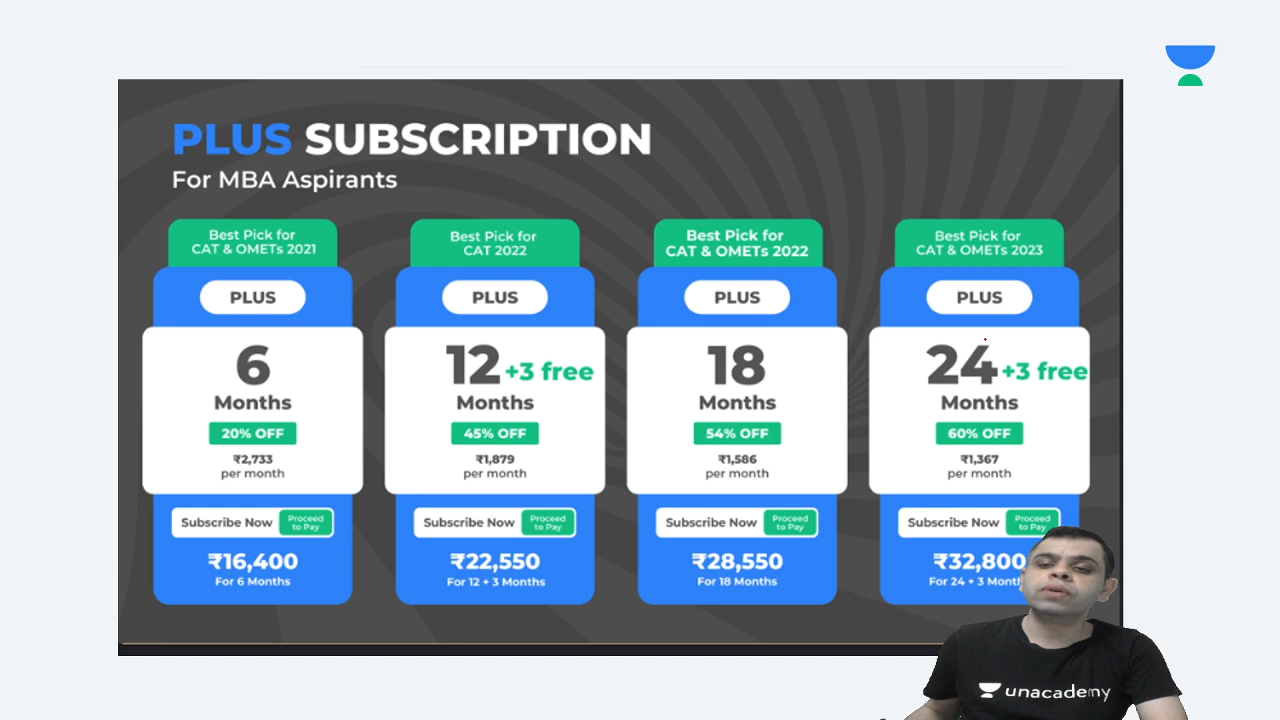 PLUS SUBSCRIPTION
For MBA Aspirants
Best Pick for
CAT & OMETs 2021
PLUS
6
Months
20% OFF
₹2,733
per month
Subscribe Now
Proceed
to Pay
₹16,400
For 6 Months
Best Pick for
CAT 2022
PLUS
12 +3 free
Months
45% OFF
₹1,879
per month
Subscribe Now
Proceed
to Pay
₹22,550
For 12 + 3 Months
Best Pick for
CAT & OMETs 2022
PLUS
18
Months
54% OFF
₹1,586
per month
Subscribe Now
Proceed
to Pay
₹28,550
For 18 Months
Best Pick for
CAT & OMETs 2023
PLUS
24 +3 free
Months
60% OFF
₹1,367
per month
Subscribe Now
Proceed
to Pay
₹32,800
For 24 + 3 Month
unacademy